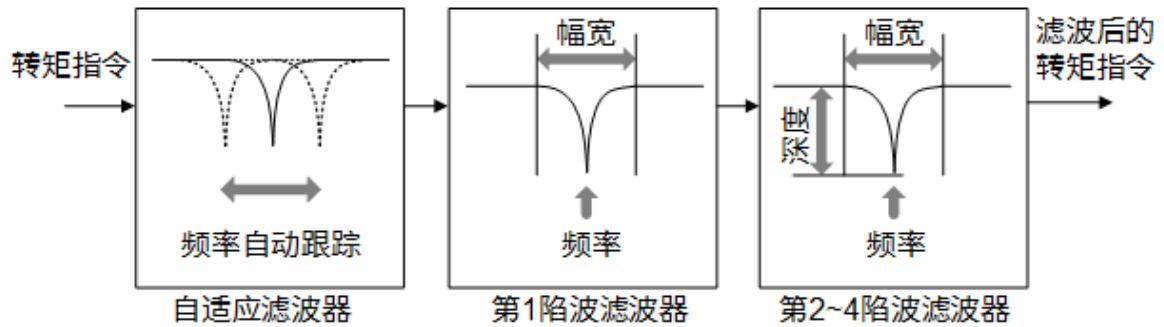 转矩指令
频率自动跟踪
自适应滤波器
幅宽
频率
第1陷波滤波器
幅宽
深度
频率
第2~4陷波滤波器
滤波后的
转矩指令